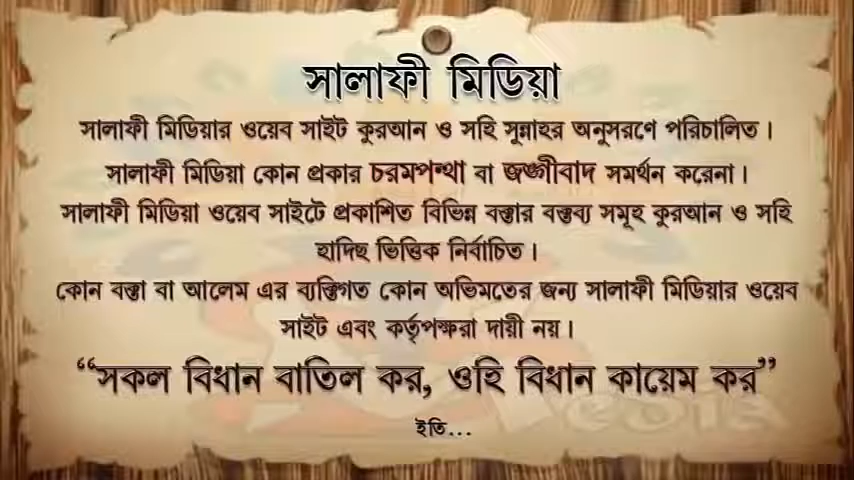 সালাফী মিডিয়া
সালাফী মিডিয়ার ওয়েব সাইট কুরআন ও সহি সুন্নাহর অনুসরণে পরিচালিত।
সালাফী মিডিয়া কোন প্রকার চরমপন্থা বা জঙ্গীবাদ সমর্থন করেনা।
সালাফী মিডিয়া ওয়েব সাইটে প্রকাশিত বিভিন্ন বক্তার বক্তব্য সমূহ কুরআন ও সহি
হাদিছ ভিত্তিক নির্বাচিত।
কোন বক্তা বা আলেম এর ব্যক্তিগত কোন অভিমতের জন্য সালাফী মিডিয়ার ওয়েব
সাইট এবং কর্তৃপক্ষরা দায়ী নয়।
“সকল বিধান বাতিল কর, ওহি বিধান কায়েম কর”
ইতি...